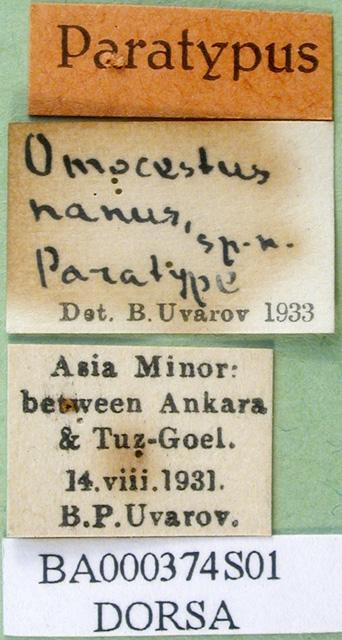 Paratypus
Omocestus
nanus, sp.n.
Paratype
Det. B. Uvarov 1933
Asia Minor:
between Ankara
& Tuz-Goel.
14.viii.1931.
B.P.Uvarov.
BA000374S01
DORSA